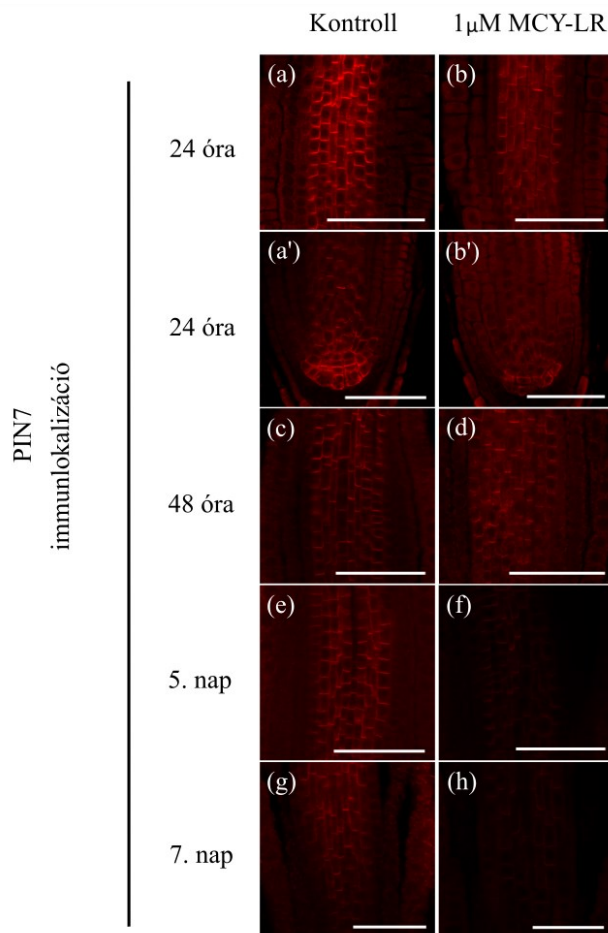 Kontroll 1μM MCY-LR
PIN7
immunlokalizáció
24 óra
(a) (b)
24 óra
(a') (b')
48 óra
(c) (d)
5. nap
(e) (f)
7. nap
(g) (h)